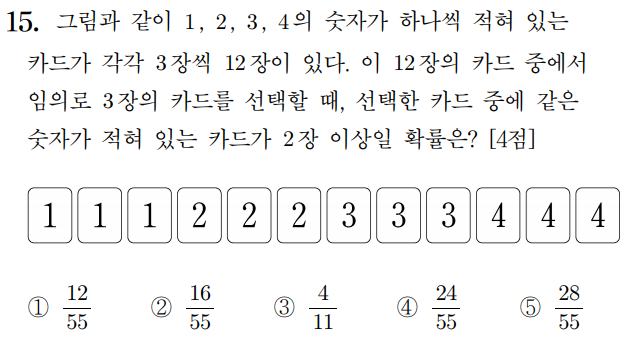 15. 그림과 같이 1, 2, 3, 4의 숫자가 하나씩 적혀 있는
카드가 각각 3장씩 12장이 있다. 이 12장의 카드 중에서
임의로 3장의 카드를 선택할 때, 선택한 카드 중에 같은
숫자가 적혀 있는 카드가 2장 이상일 확률은? [4점]
1 1 1 2 2 2 3 3 3 4 4 4
① 12/55 ② 16/55 ③ 4/11 ④ 24/55 ⑤ 28/55